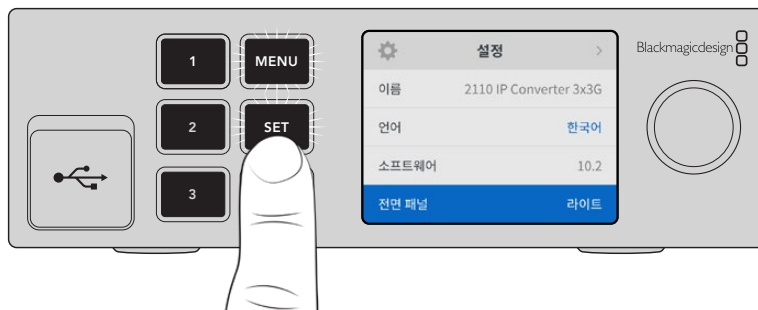 1
MENU
2
SET
3
설정
이름 2110 IP Converter 3x3G
언어 한국어
소프트웨어 10.2
전면 패널 라이트
Blackmagicdesign